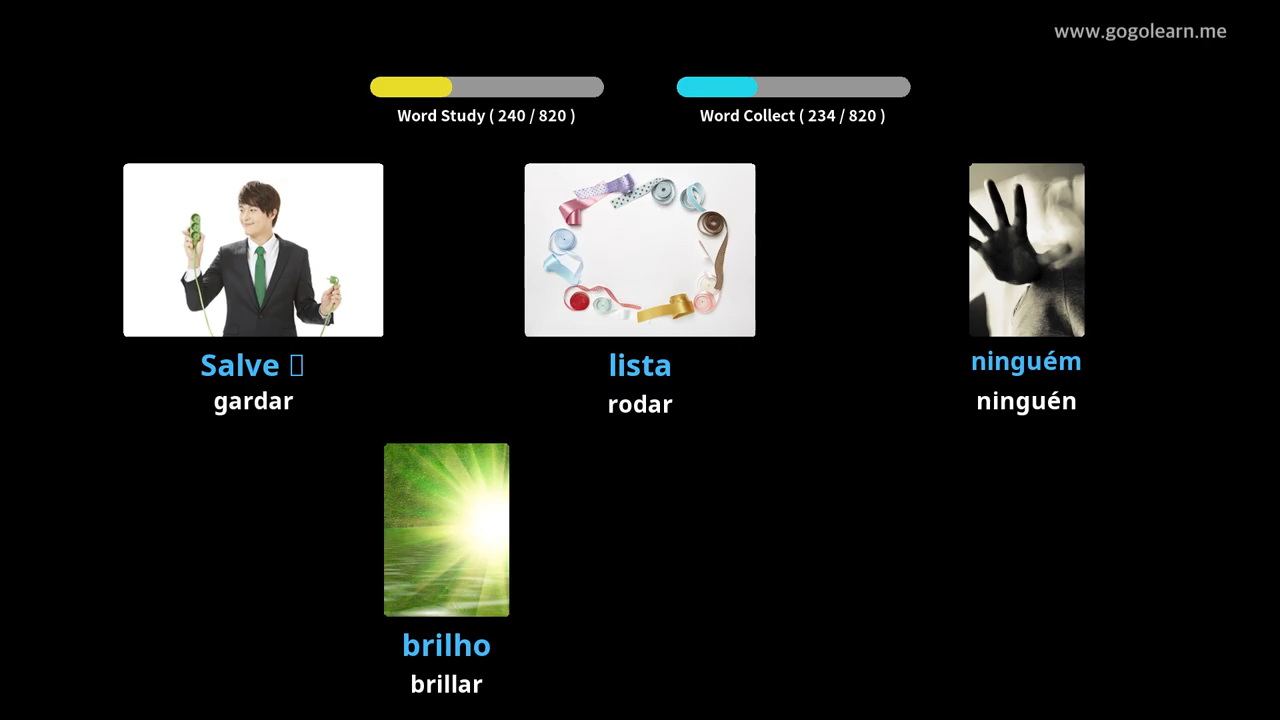 www.gogolearn.me
Word Study ( 240 / 820 )
Word Collect ( 234 / 820 )
Salve
gardar
lista
rodar
ninguém
ninguén
brilho
brillar